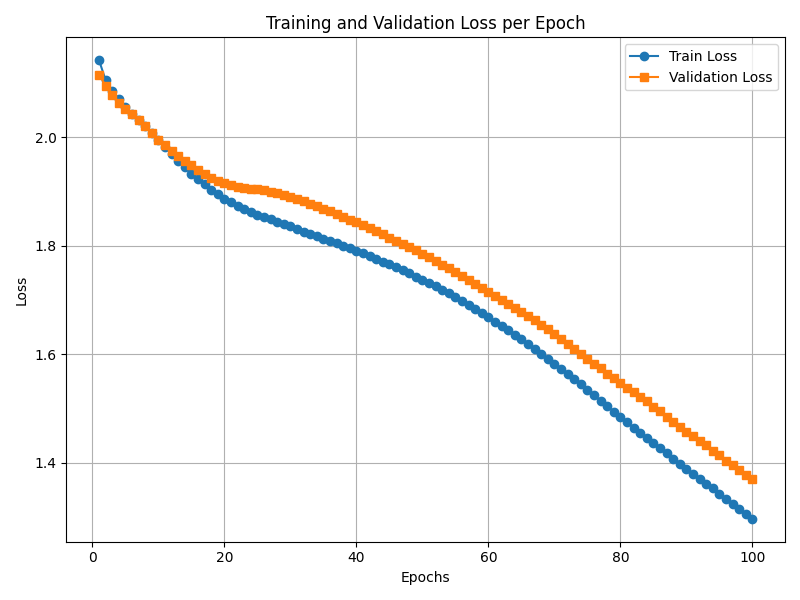 Training and Validation Loss per Epoch
Train Loss
Validation Loss
2.0
1.8
1.6
1.4
Loss
0 20 40 60 80 100
Epochs